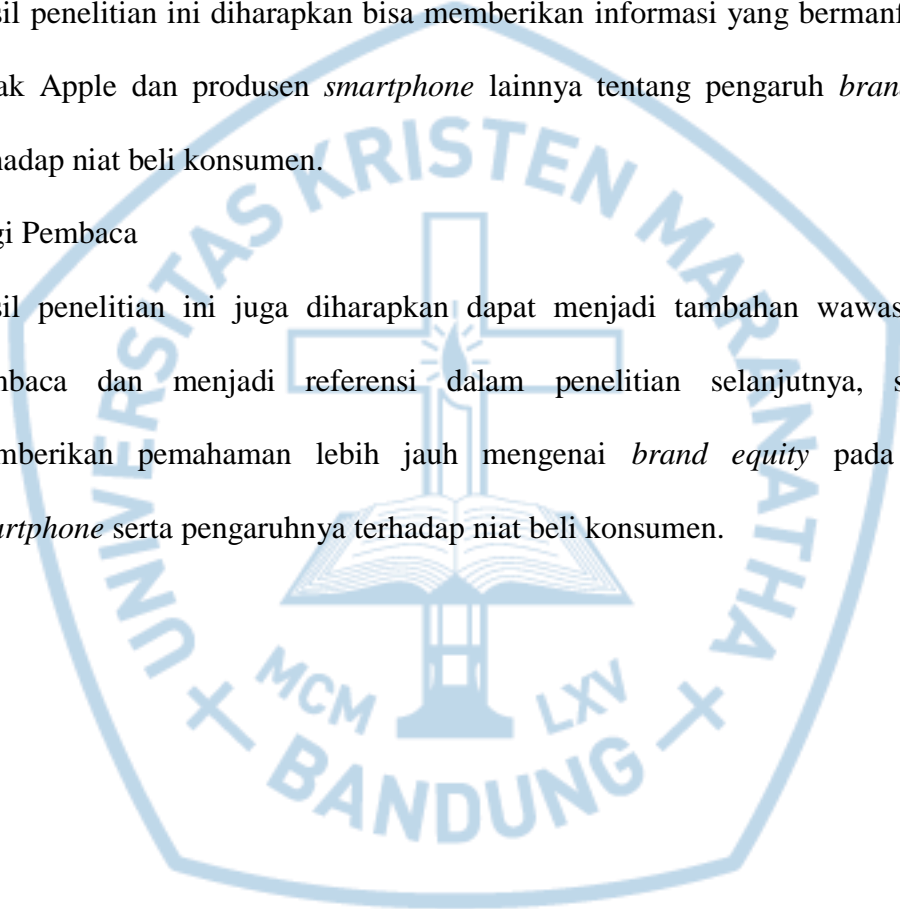 sil penelitian ini diharapkan bisa memberikan informasi yang bermanf
ak Apple dan produsen smartphone lainnya tentang pengaruh bran
hadap niat beli konsumen.
gi Pembaca
sil penelitian ini juga diharapkan dapat menjadi tambahan wawas
mbaca dan menjadi referensi dalam penelitian selanjutnya, s
mberikan pemahaman lebih jauh mengenai brand equity pada
artphone serta pengaruhnya terhadap niat beli konsumen.
UNIVERSITAS KRISTEN MARANATHA
MCM LXV
BANDUNG